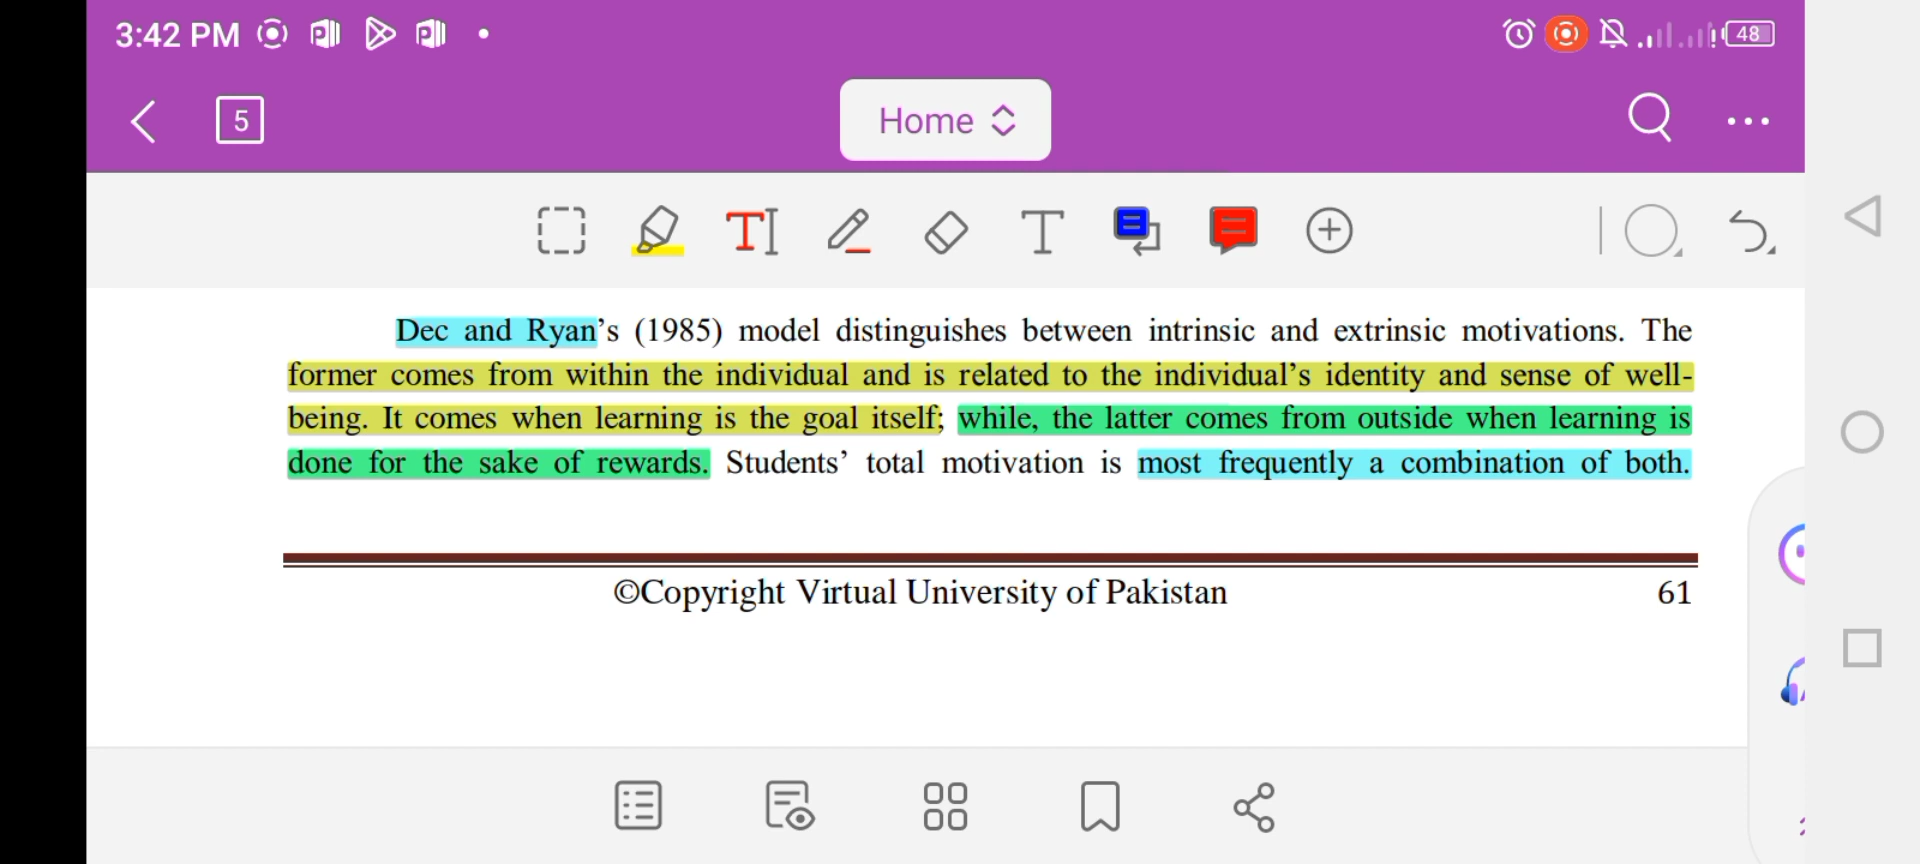 3:42 PM
48
5
Home
Dec and Ryan’s (1985) model distinguishes between intrinsic and extrinsic motivations. The
former comes from within the individual and is related to the individual’s identity and sense of well-
being. It comes when learning is the goal itself; while, the latter comes from outside when learning is
done for the sake of rewards. Students’ total motivation is most frequently a combination of both.
©Copyright Virtual University of Pakistan 61